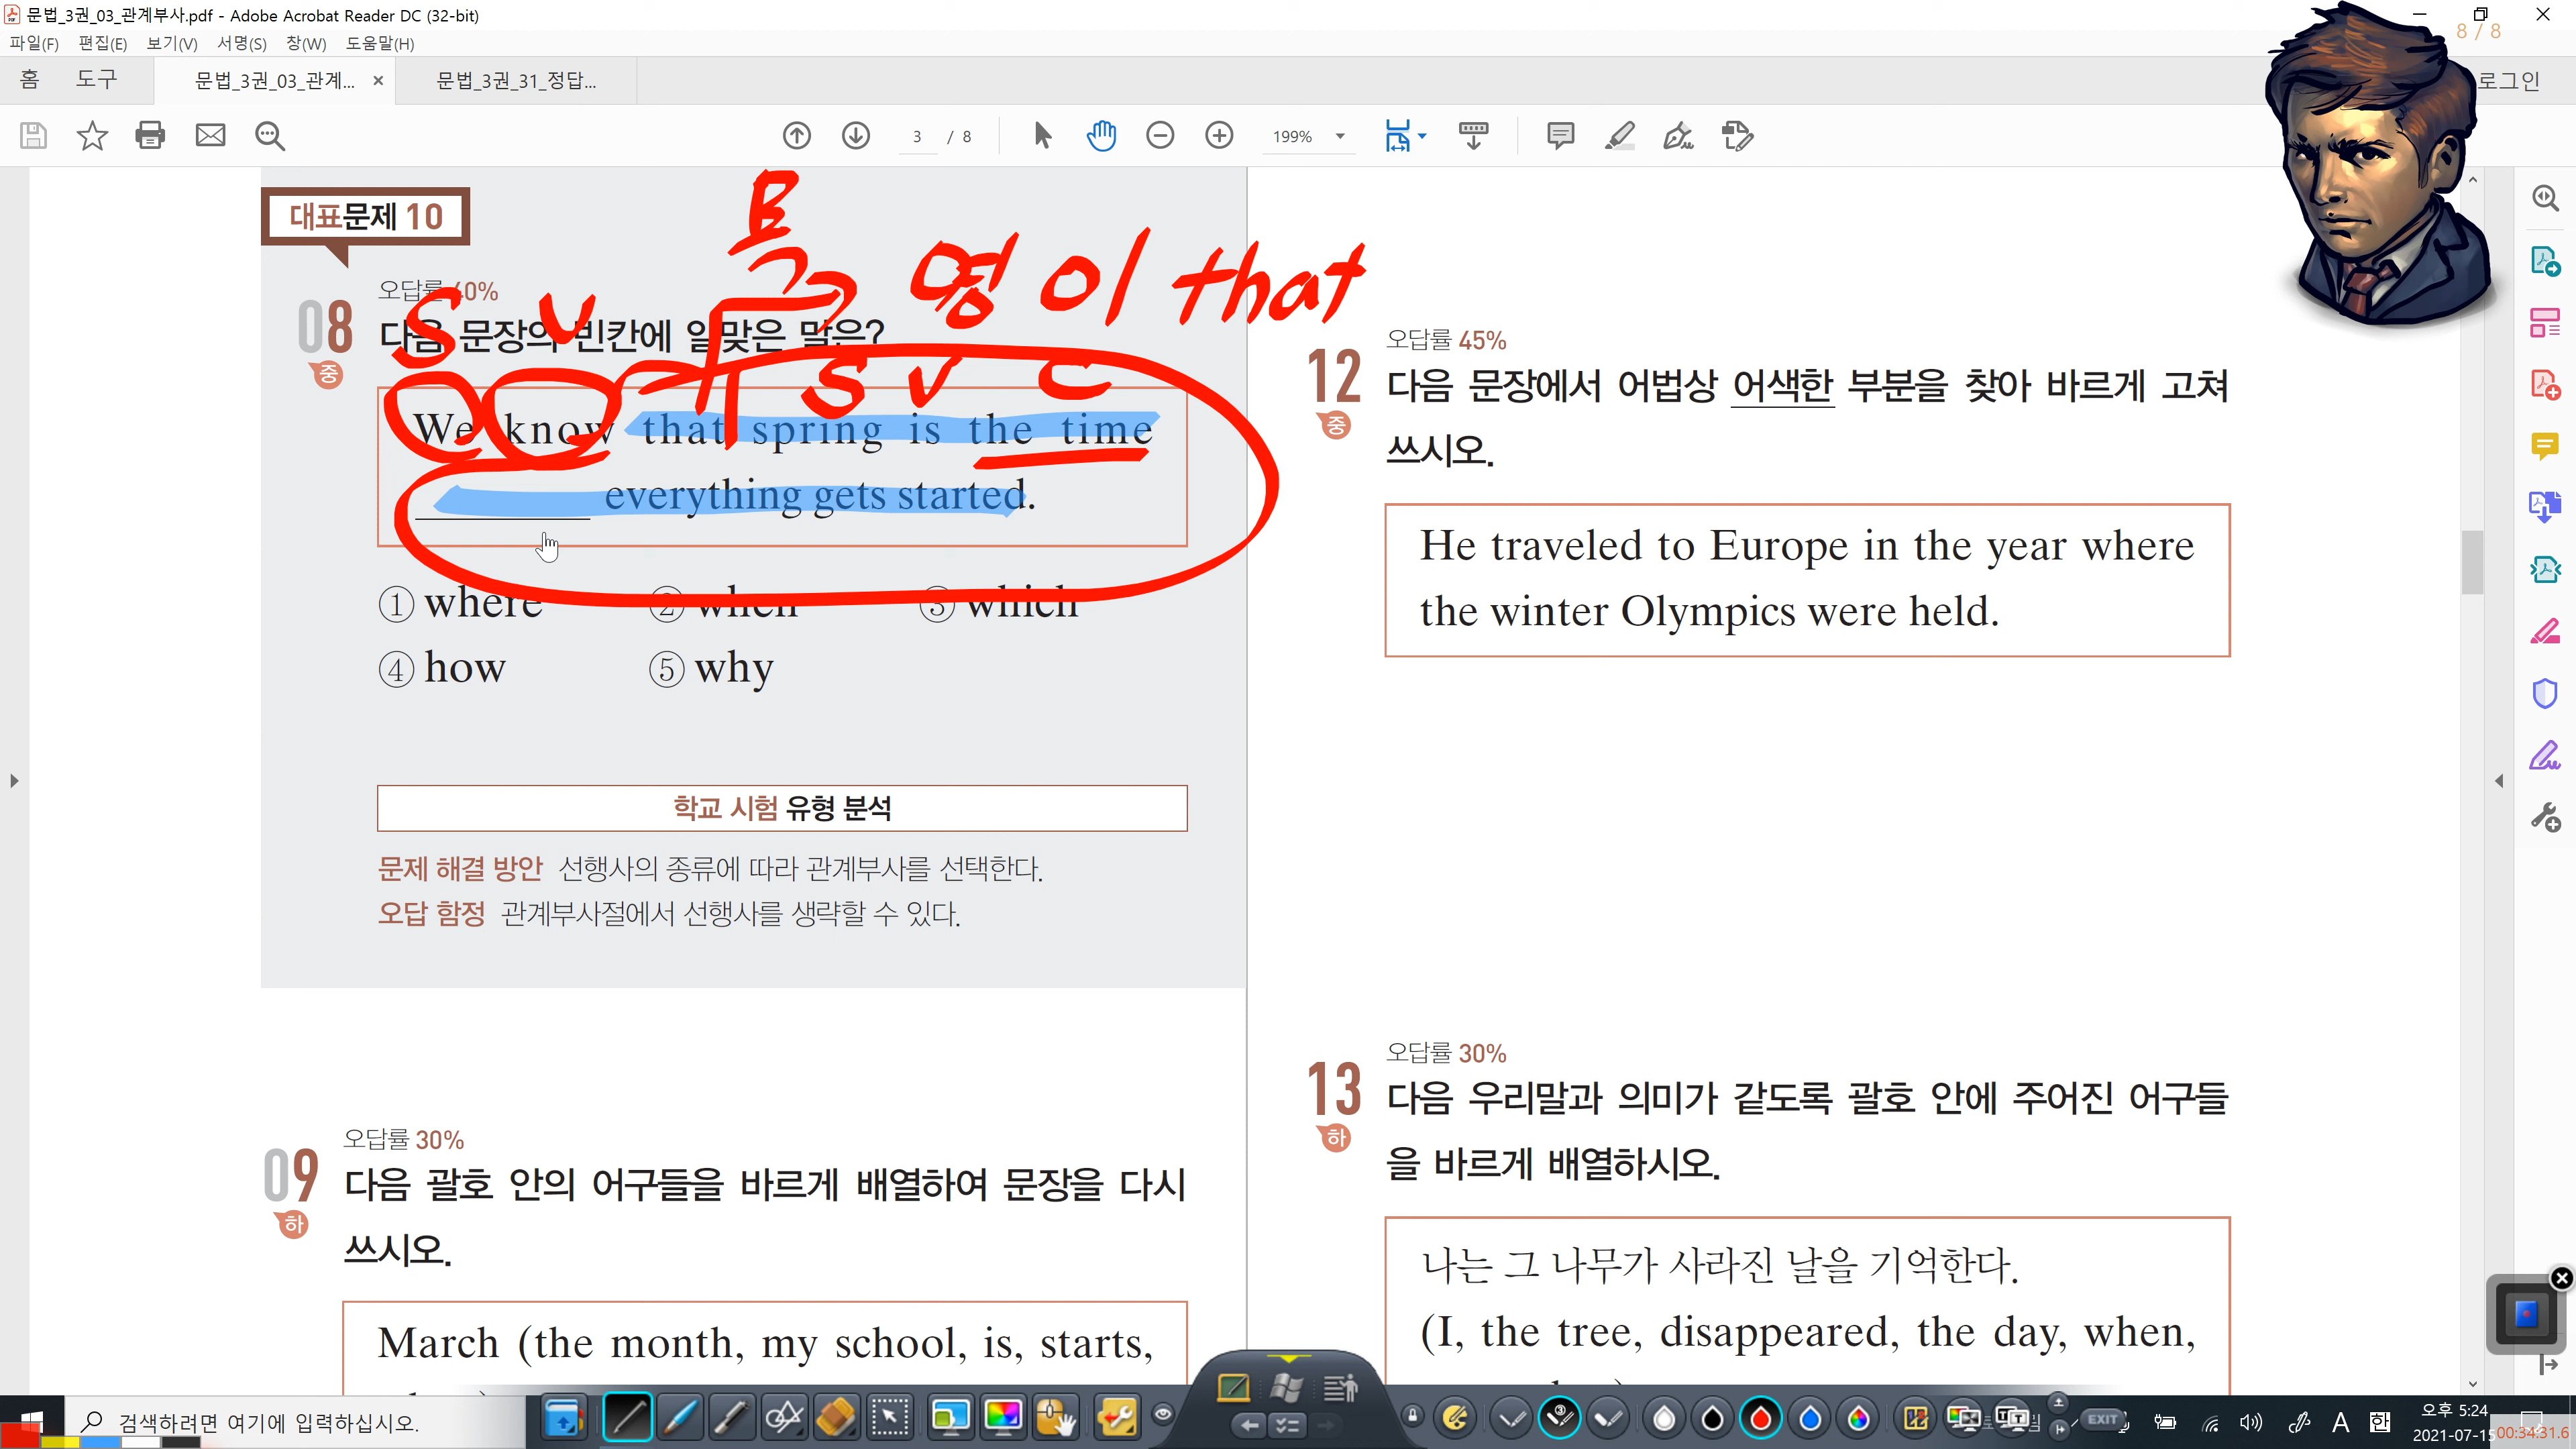 문법_3권_03_관계부사.pdf - Adobe Acrobat Reader DC (32-bit)
8 / 8
파일(F) 편집(E) 보기(V) 서명(S) 창(W) 도움말(H)
홈 도구 문법_3권_03_관계... × 문법_3권_31_정답... 로그인
3 / 8 199%
대표문제 10
목 명 이 that
S V
오답률 40%
08 다음 문장의 빈칸에 알맞은 말은?
중
S V C
We know that spring is the time
everything gets started.
① where ② when ③ which
④ how ⑤ why
학교 시험 유형 분석
문제 해결 방안 선행사의 종류에 따라 관계부사를 선택한다.
오답 함정 관계부사절에서 선행사를 생략할 수 있다.
오답률 30%
09 다음 괄호 안의 어구들을 바르게 배열하여 문장을 다시
하
쓰시오.
March (the month, my school, is, starts,
오답률 45%
12 다음 문장에서 어법상 어색한 부분을 찾아 바르게 고쳐
중
쓰시오.
He traveled to Europe in the year where
the winter Olympics were held.
오답률 30%
13 다음 우리말과 의미가 같도록 괄호 안에 주어진 어구들
하
을 바르게 배열하시오.
나는 그 나무가 사라진 날을 기억한다.
(I, the tree, disappeared, the day, when,
검색하려면 여기에 입력하십시오.
EXIT
A 한
오후 5:24
2021-07-15
00:34:31.6